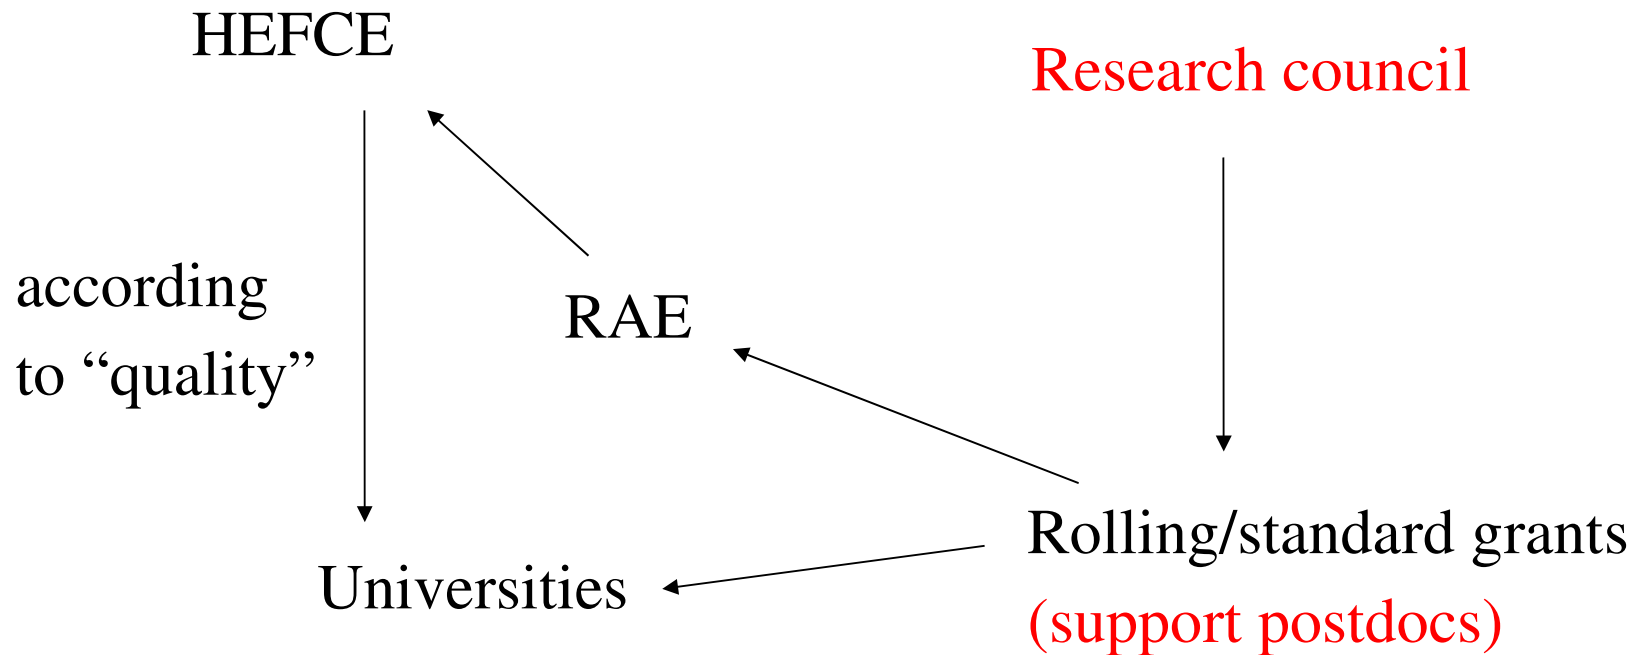 HEFCE
Research council
according
to “quality”
RAE
Rolling/standard grants
(support postdocs)
Universities